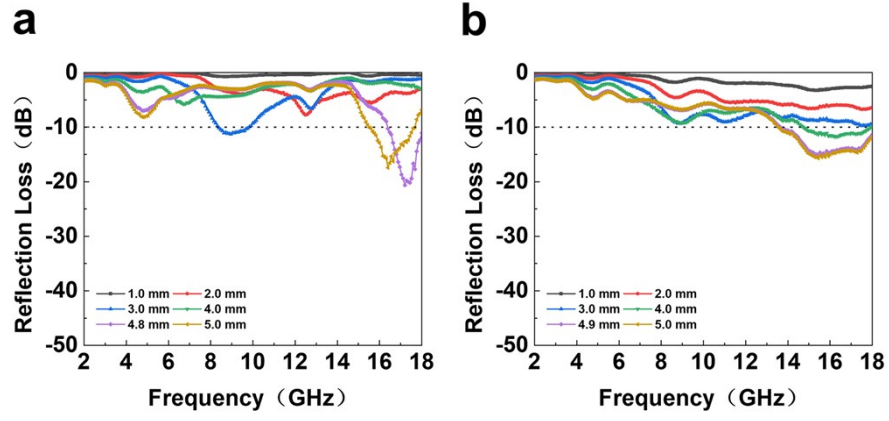 a
0
-10
-20
-30
-40
-50
Reflection Loss（dB）
1.0 mm 2.0 mm
3.0 mm 4.0 mm
4.8 mm 5.0 mm
2 4 6 8 10 12 14 16 18
Frequency（GHz）
b
0
-10
-20
-30
-40
-50
Reflection Loss（dB）
1.0 mm 2.0 mm
3.0 mm 4.0 mm
4.9 mm 5.0 mm
2 4 6 8 10 12 14 16 18
Frequency（GHz）